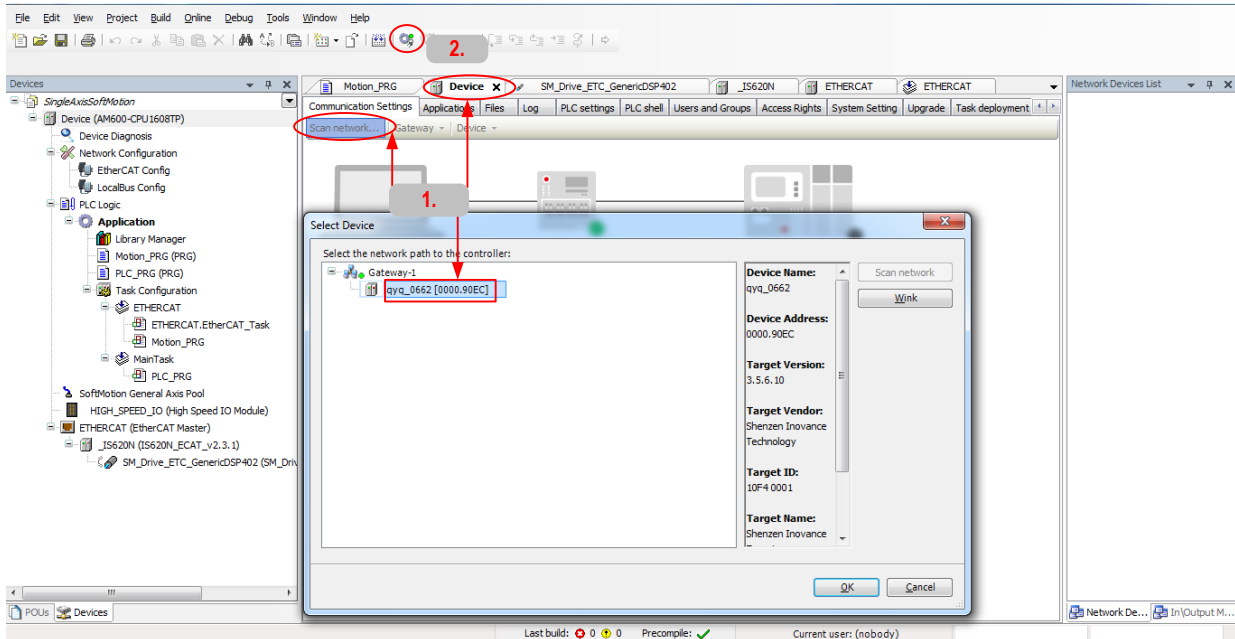 File Edit View Project Build Online Debug Tools Window Help
2.
Devices
SingleAxisSoftMotion
Device (AM600-CPU1608TP)
Device Diagnosis
Network Configuration
EtherCAT Config
LocalBus Config
PLC Logic
Application
Library Manager
Motion_PRG (PRG)
PLC_PRG (PRG)
Task Configuration
ETHERCAT
ETHERCAT.EtherCAT_Task
Motion_PRG
MainTask
PLC_PRG
SoftMotion General Axis Pool
HIGH_SPEED_IO (High Speed IO Module)
ETHERCAT (EtherCAT Master)
_IS620N (IS620N_ECAT_v2.3.1)
SM_Drive_ETC_GenericDSP402 (SM_Driv
POUs Devices
Motion_PRG Device SM_Drive_ETC_GenericDSP402 _IS620N ETHERCAT ETHERCAT
Communication Settings Applications Files Log PLC settings PLC shell Users and Groups Access Rights System Setting Upgrade Task deployment
Scan network... Gateway Device
1.
Select Device
Select the network path to the controller:
Gateway-1
qyq_0662 [0000.90EC]
Device Name:
qyq_0662
Device Address:
0000.90EC
Target Version:
3.5.6.10
Target Vendor:
Shenzen Inovance
Technology
Target ID:
10F4 0001
Target Name:
Shenzen Inovance
Scan network
Wink
OK Cancel
Network Devices List
Network De... In\Output M...
Last build: 0 0 Precompile: Current user: (nobody)